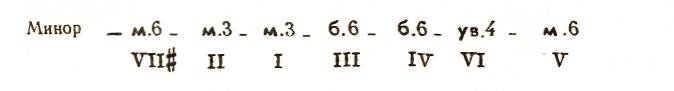 Минор – м.6 – м.3 – м.3 – б.6 – б.6 – ув.4 – м.6
VII♯ II I III IV VI V